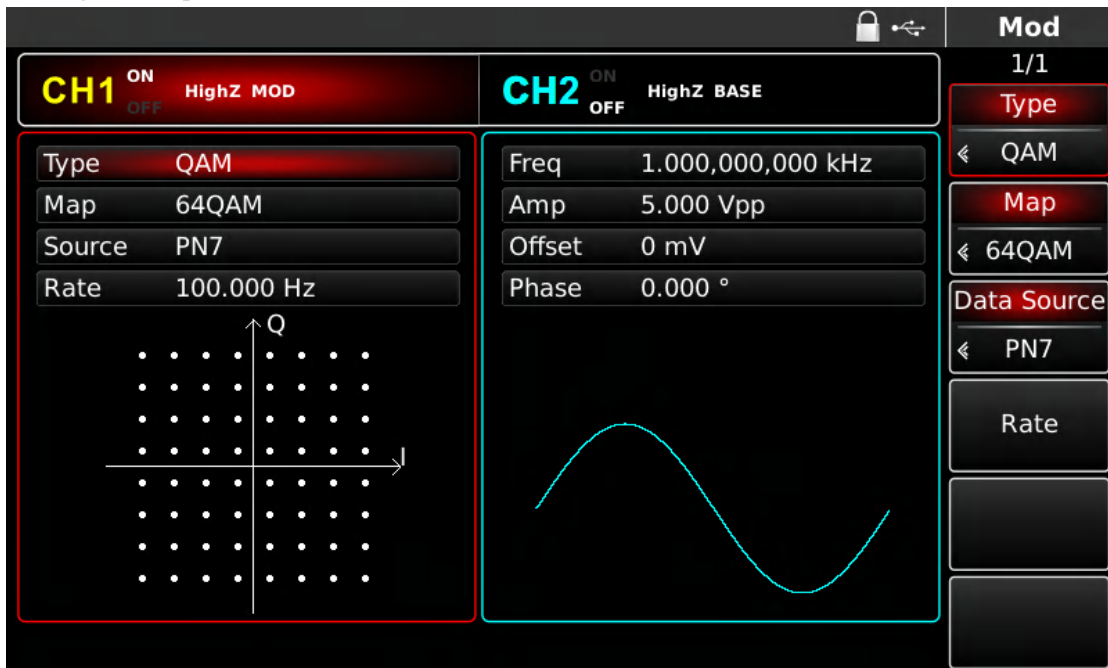 Mod
1/1
CH1 ON OFF HighZ MOD
CH2 ON OFF HighZ BASE
Type QAM
Map 64QAM
Source PN7
Rate 100.000 Hz
Q
I
Freq 1.000,000,000 kHz
Amp 5.000 Vpp
Offset 0 mV
Phase 0.000 °
Type
QAM
Map
64QAM
Data Source
PN7
Rate